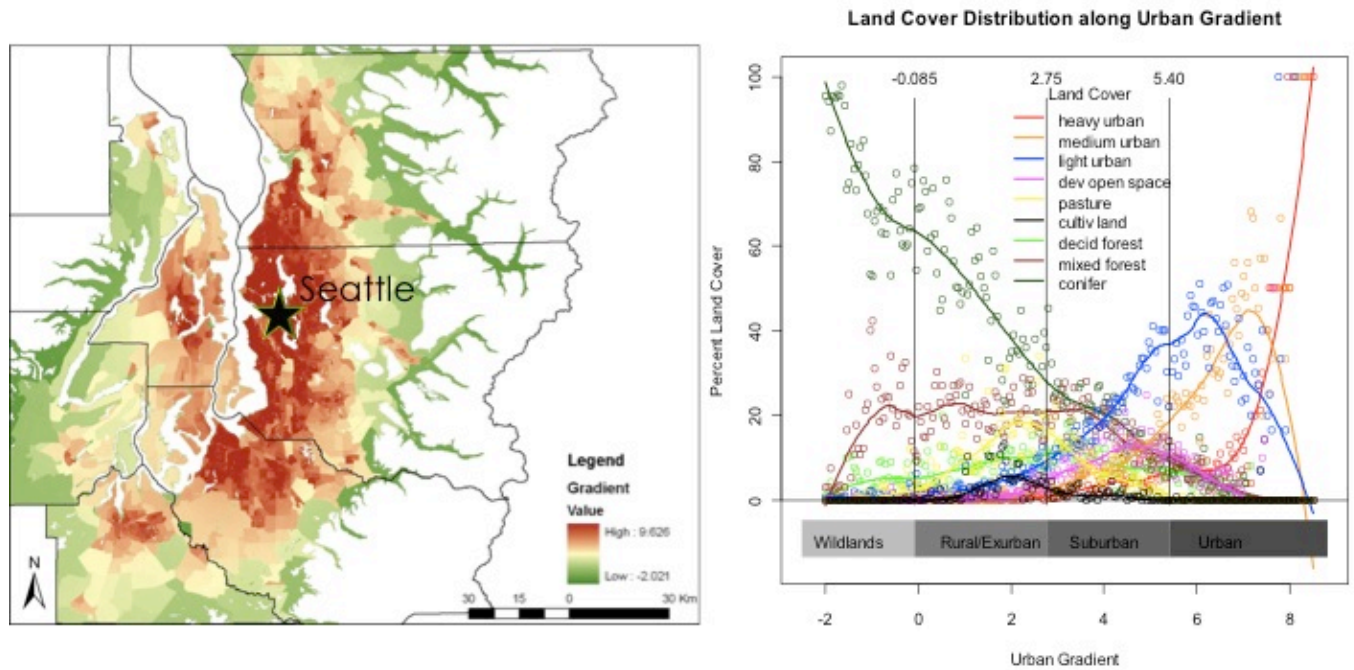 Seattle
Legend
Gradient
Value
High : 9.626
Low : -2.021
N
30 15 0 30 Km
Land Cover Distribution along Urban Gradient
-0.085 2.75 5.40
Land Cover
heavy urban
medium urban
light urban
dev open space
pasture
cultiv land
decid forest
mixed forest
conifer
Percent Land Cover
100
80
60
40
20
0
Wildlands Rural/Exurban Suburban Urban
-2 0 2 4 6 8
Urban Gradient